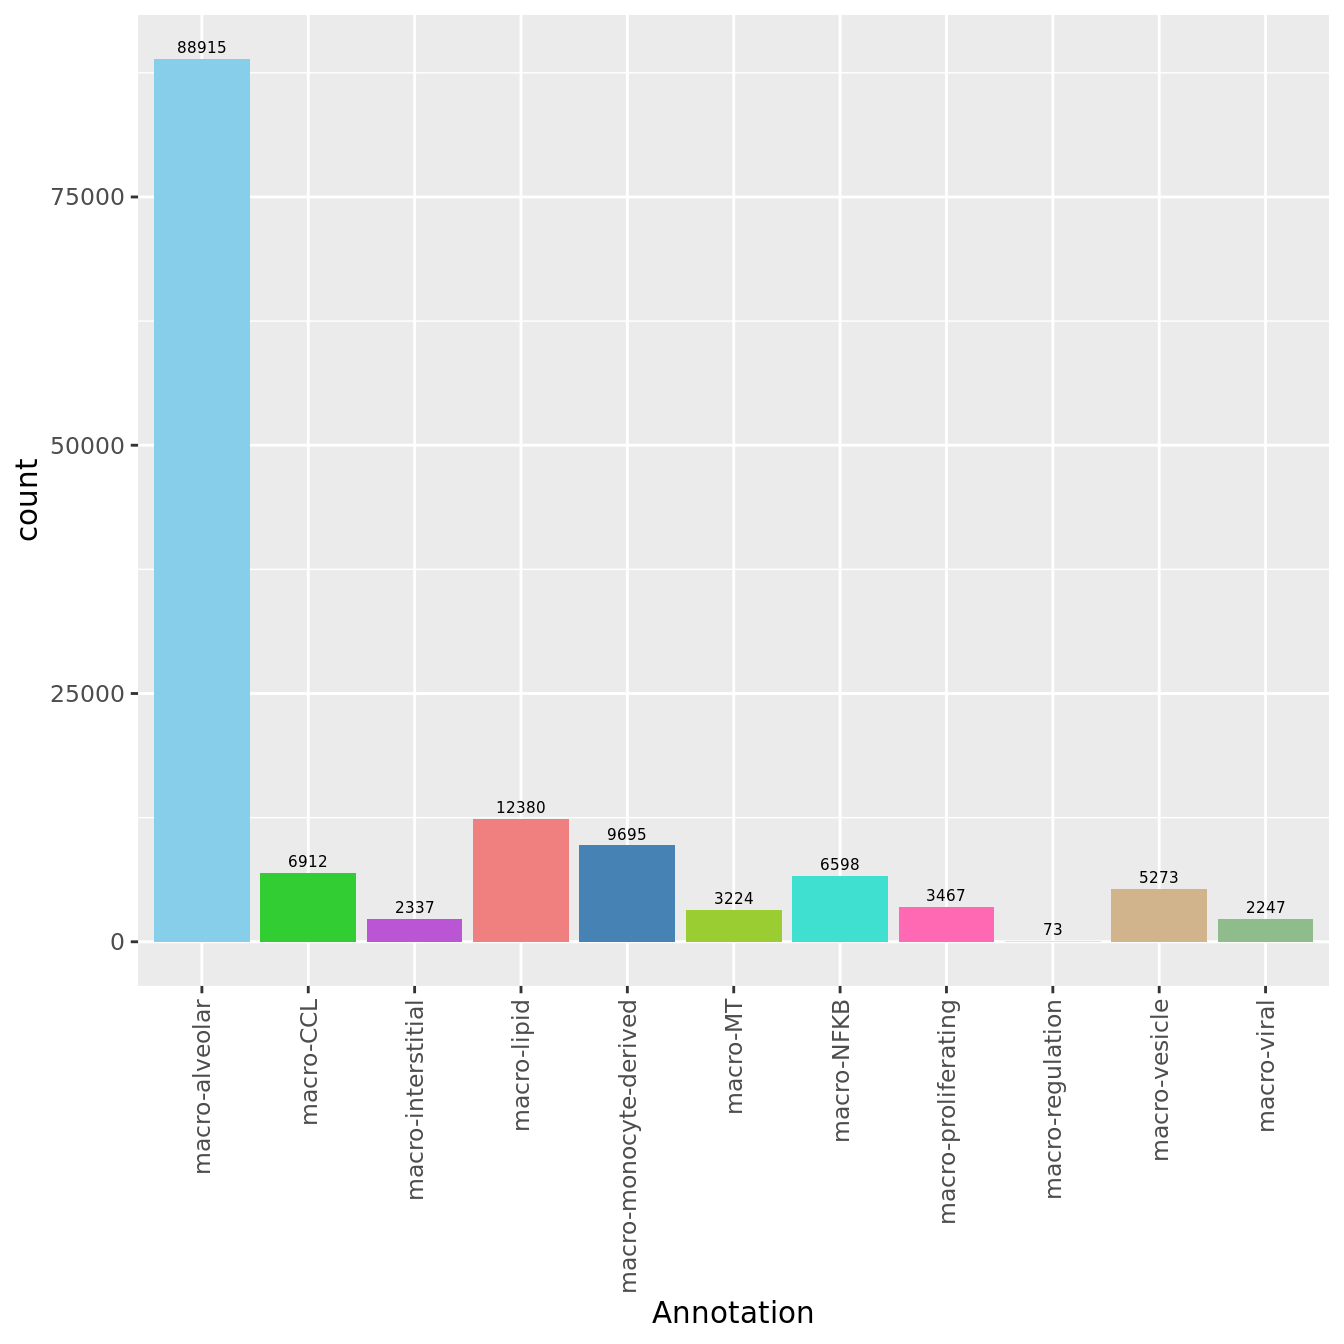 88915
75000
50000
25000
0
count
6912
2337
12380
9695
3224
6598
3467
73
5273
2247
macro-alveolar
macro-CCL
macro-interstitial
macro-lipid
macro-monocyte-derived
macro-MT
macro-NFKB
macro-proliferating
macro-regulation
macro-vesicle
macro-viral
Annotation